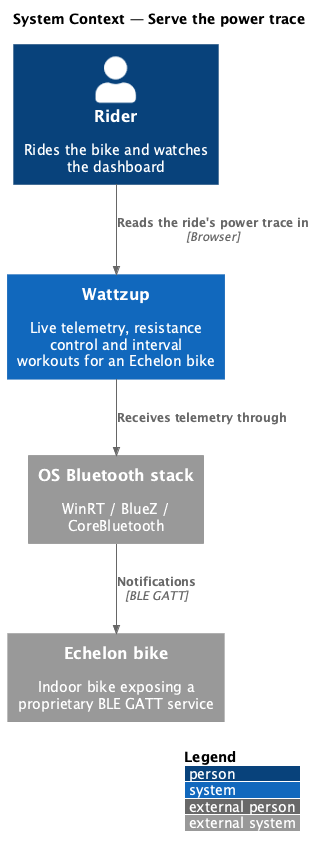 System Context — Serve the power trace
Rider
Rides the bike and watches
the dashboard
Reads the ride's power trace in
[Browser]
Wattzup
Live telemetry, resistance
control and interval
workouts for an Echelon bike
Receives telemetry through
OS Bluetooth stack
WinRT / BlueZ /
CoreBluetooth
Notifications
[BLE GATT]
Echelon bike
Indoor bike exposing a
proprietary BLE GATT service
Legend
person
system
external person
external system